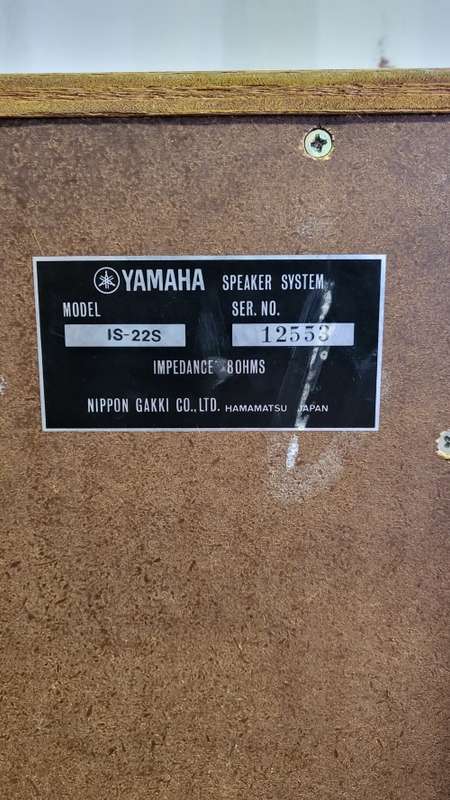 YAMAHA SPEAKER SYSTEM
MODEL SER. NO.
IS-22S 12553
IMPEDANCE 8OHMS
NIPPON GAKKI CO.,LTD. HAMAMATSU JAPAN